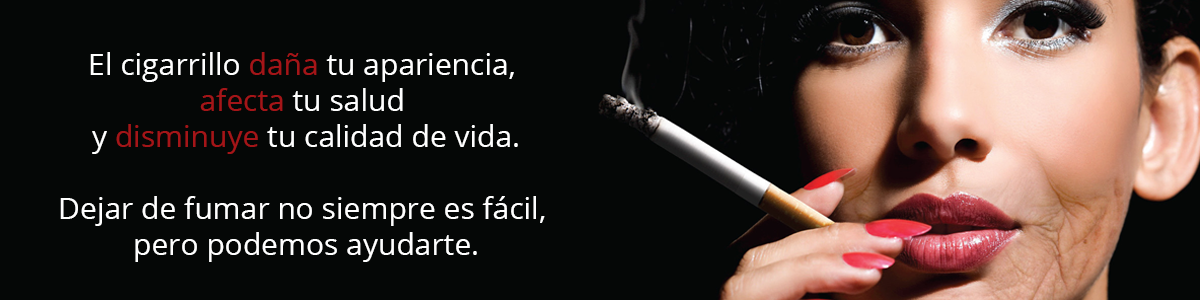 El cigarrillo daña tu apariencia,
afecta tu salud
y disminuye tu calidad de vida.
Dejar de fumar no siempre es fácil,
pero podemos ayudarte.